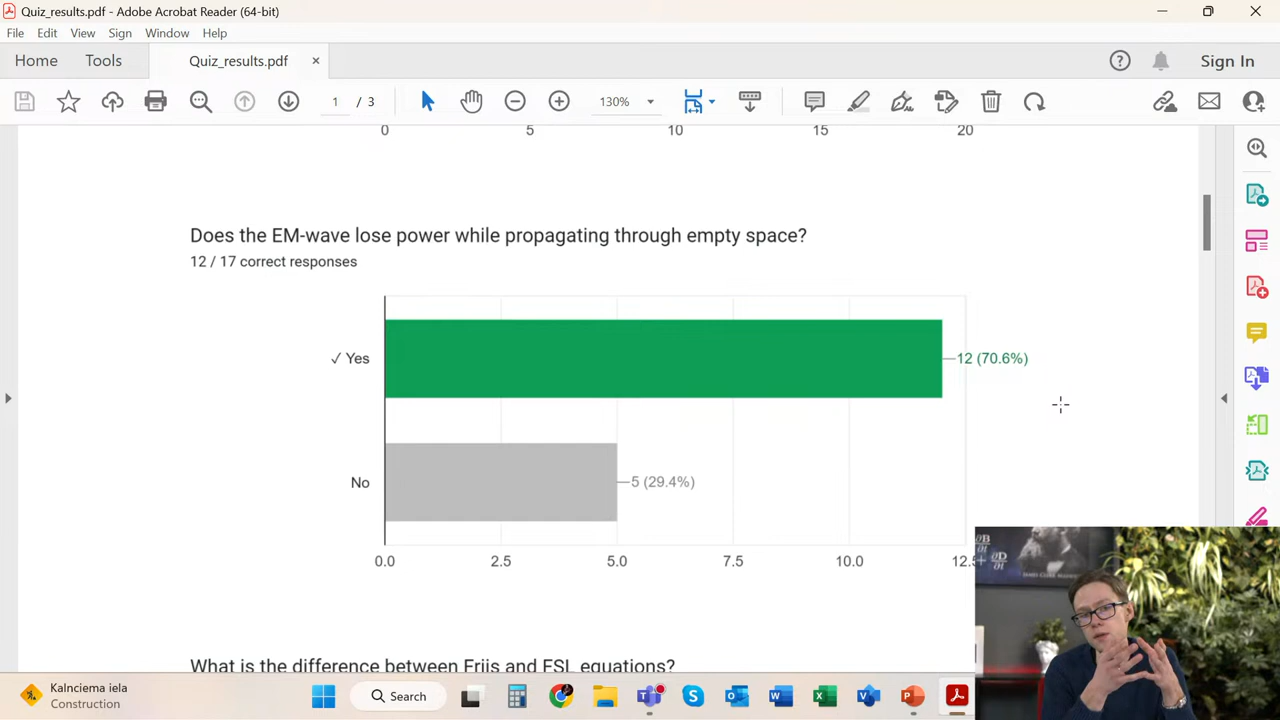 Quiz_results.pdf - Adobe Acrobat Reader (64-bit)
File Edit View Sign Window Help
Home Tools Quiz_results.pdf × Sign In
1 / 3 130%
0 5 10 15 20
Does the EM-wave lose power while propagating through empty space?
12 / 17 correct responses
✓ Yes 12 (70.6%)
No 5 (29.4%)
0.0 2.5 5.0 7.5 10.0 12.5
∂B
∂t
+ ∂D
∂t
What is the difference between Friis and FSL equations?
Kalnciema iela
Construction
Search